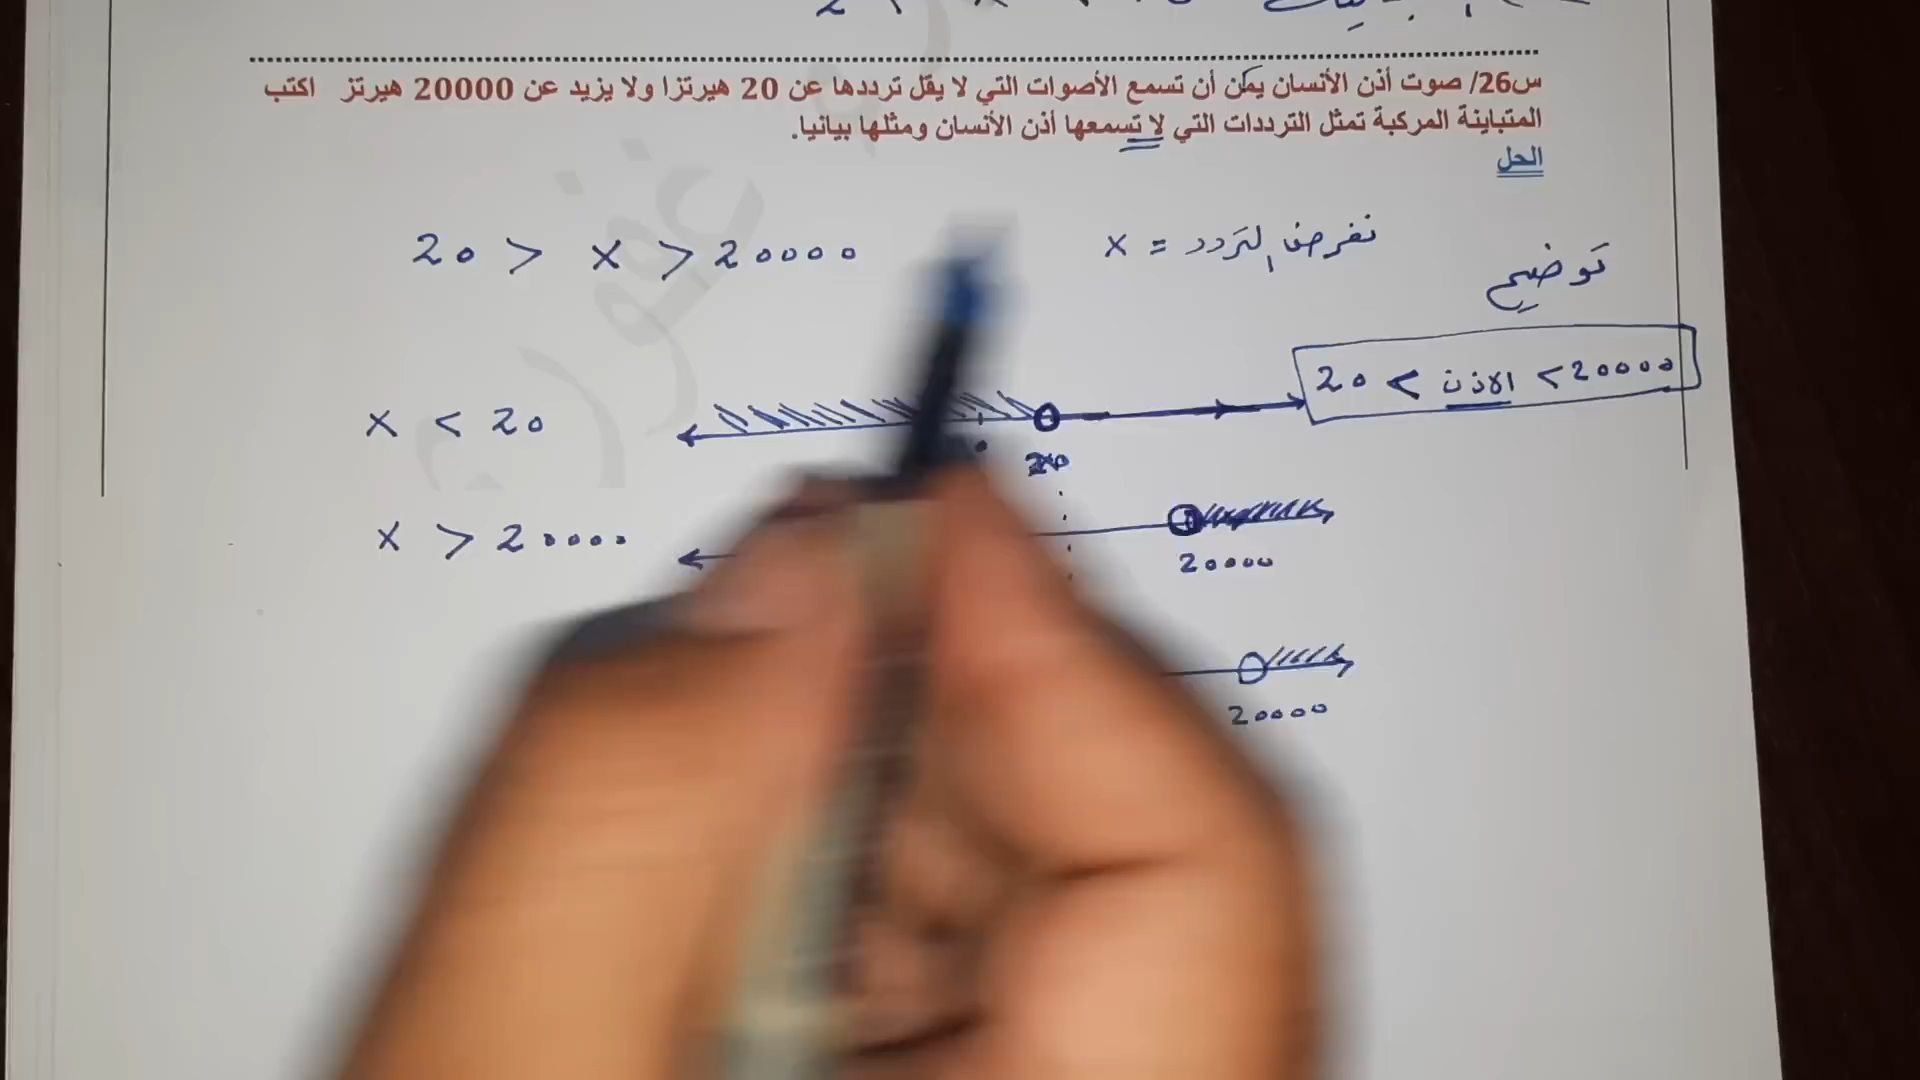 س26/ صوت أذن الأنسان يمكن أن تسمع الأصوات التي لا يقل ترددها عن 20 هيرتزا ولا يزيد عن 20000 هيرتز اكتب
المتباينة المركبة تمثل الترددات التي لا تسمعها أذن الأنسان ومثلها بيانيا.
الحل
نفرض التردد = x
20 > x > 20000
توضيح
20 < الاذن < 20000
x < 20
20
x > 20000
20000
20000